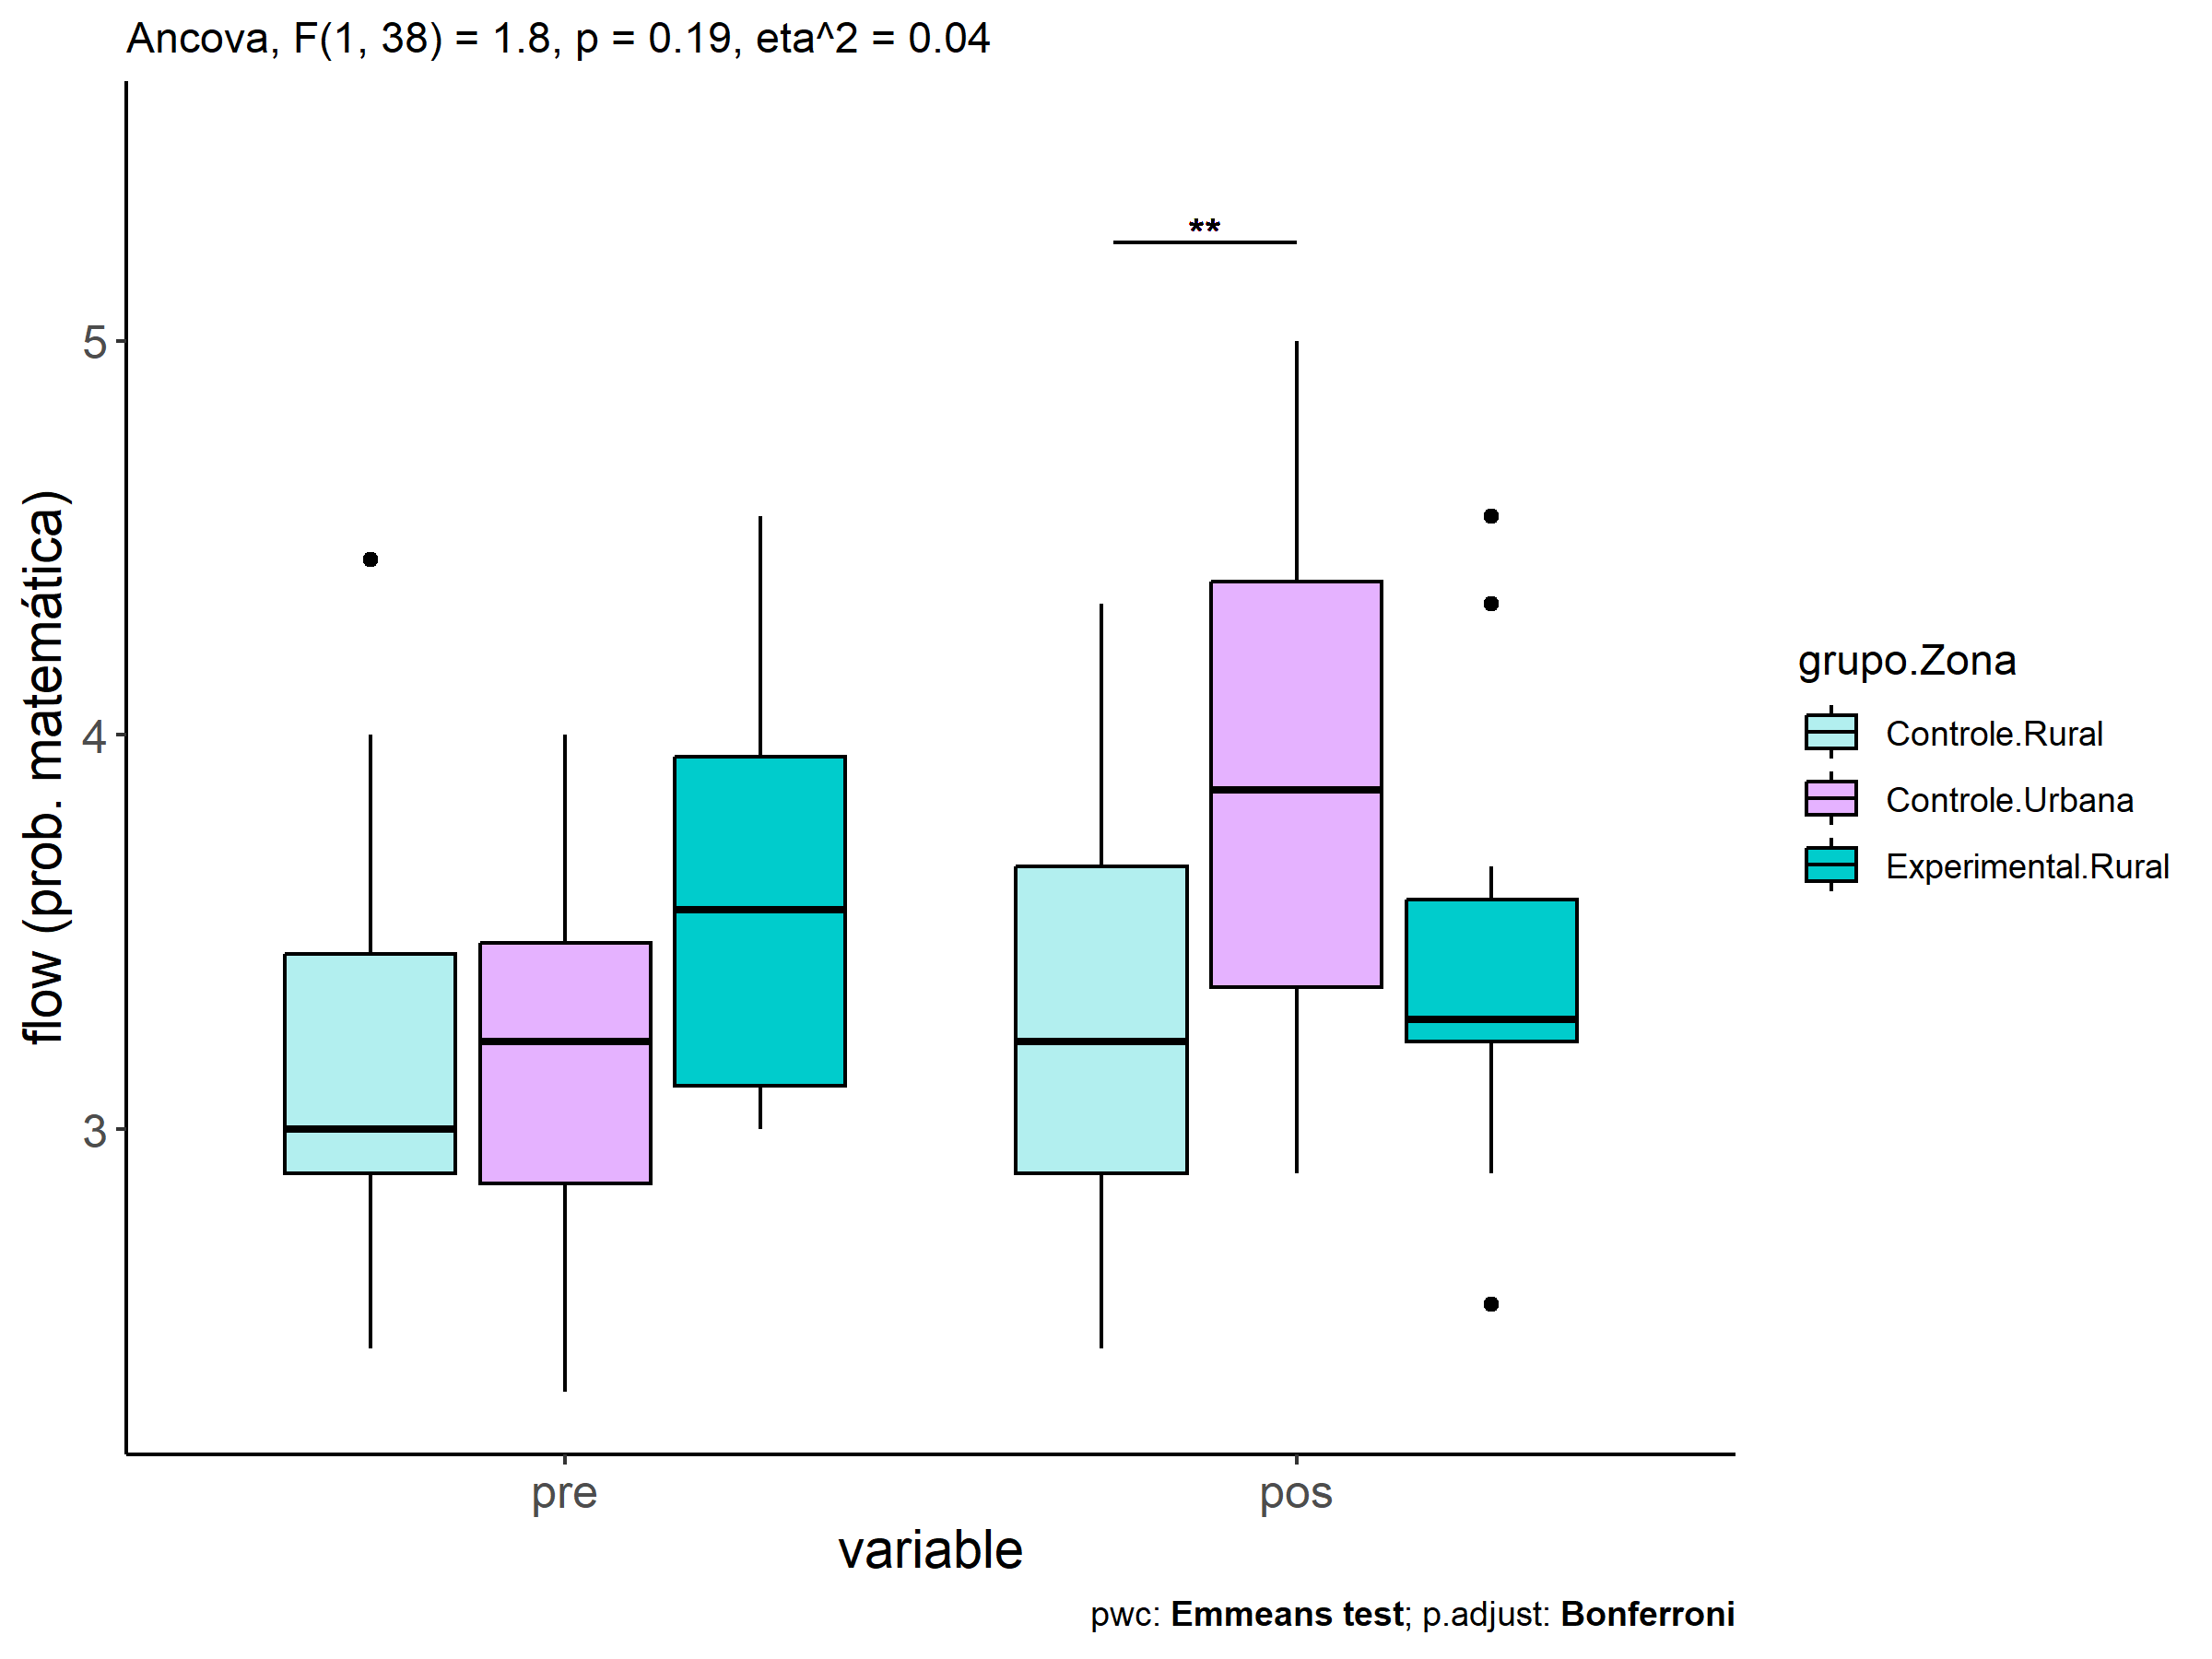 Ancova, F(1, 38) = 1.8, p = 0.19, eta^2 = 0.04
**
5
4
3
flow (prob. matemática)
pre
pos
variable
grupo.Zona
Controle.Rural
Controle.Urbana
Experimental.Rural
pwc: Emmeans test; p.adjust: Bonferroni